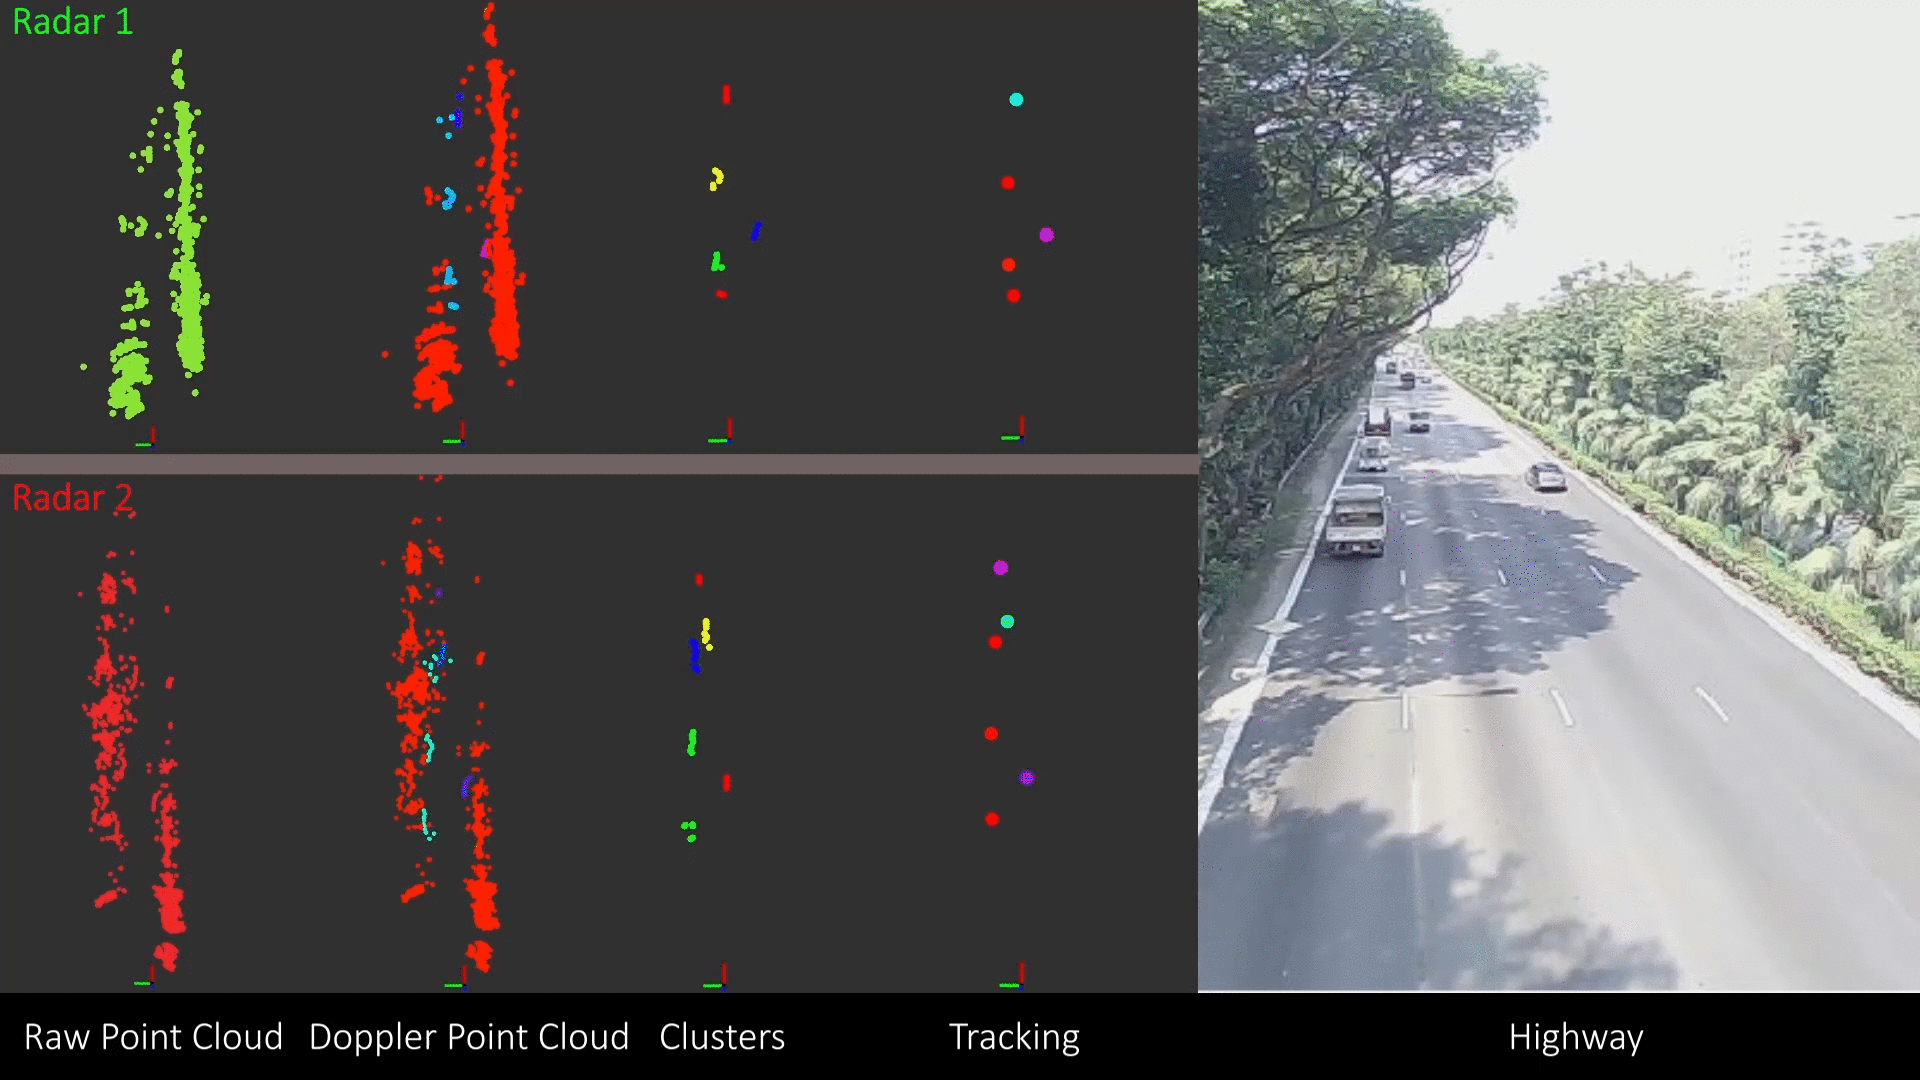 Radar 1
Radar 2
Raw Point Cloud
Doppler Point Cloud
Clusters
Tracking
Highway